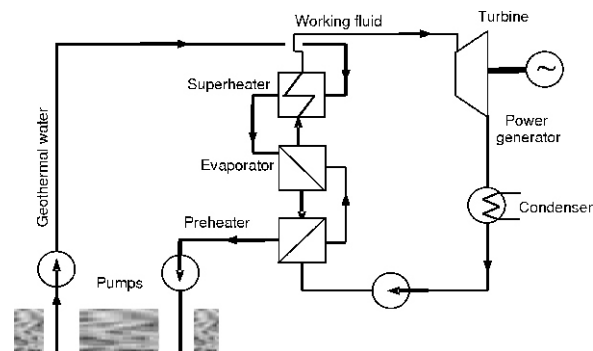 Working fluid
Turbine
Superheater
Geothermal water
Power
generator
Evaporator
Condenser
Preheater
Pumps